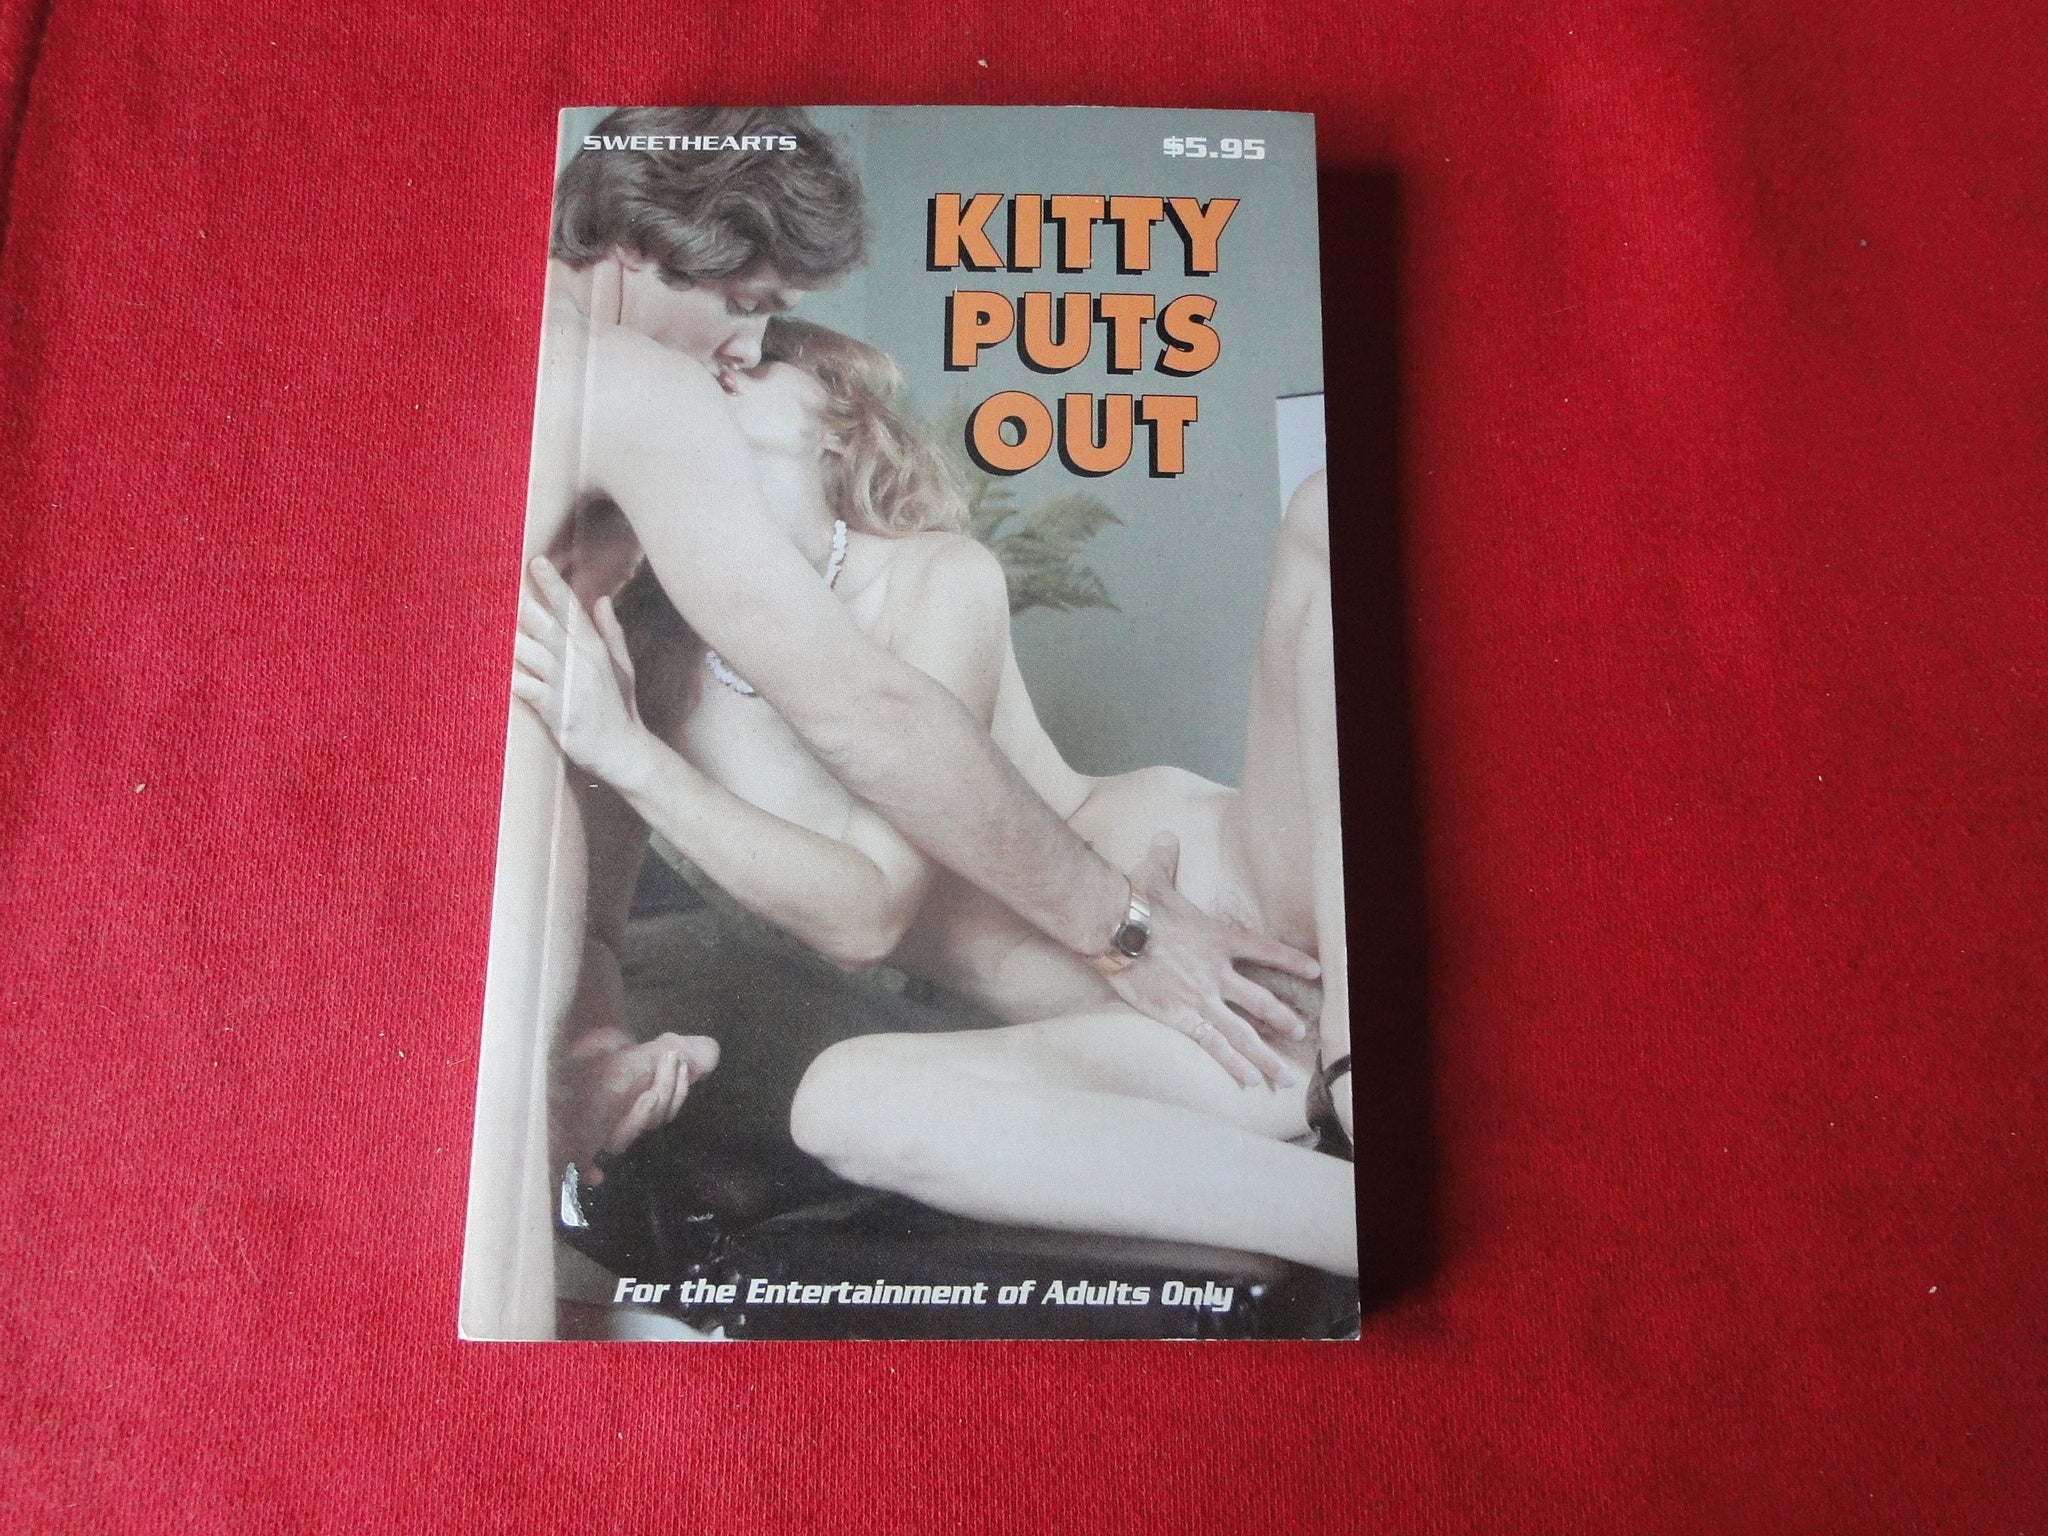 SWEETHEARTS
$5.95
KITTY
PUTS
OUT
For the Entertainment of Adults Only